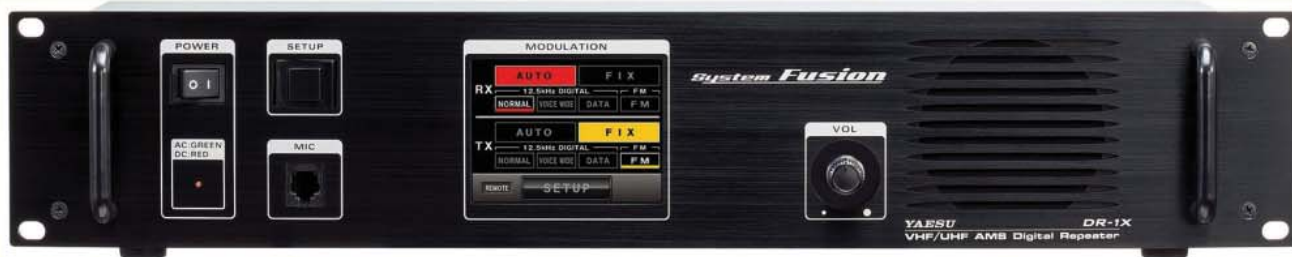 POWER
O I
AC:GREEN
DC:RED
SETUP
MIC
MODULATION
RX
AUTO FIX
12.5kHz DIGITAL FM
NORMAL VOICE WIDE DATA FM
TX
AUTO FIX
12.5kHz DIGITAL FM
NORMAL VOICE WIDE DATA FM
REMOTE SETUP
System Fusion
VOL
YAESU DR-1X
VHF/UHF AMS Digital Repeater